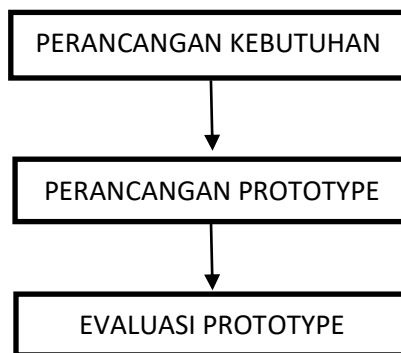 PERANCANGAN KEBUTUHAN
PERANCANGAN PROTOTYPE
EVALUASI PROTOTYPE